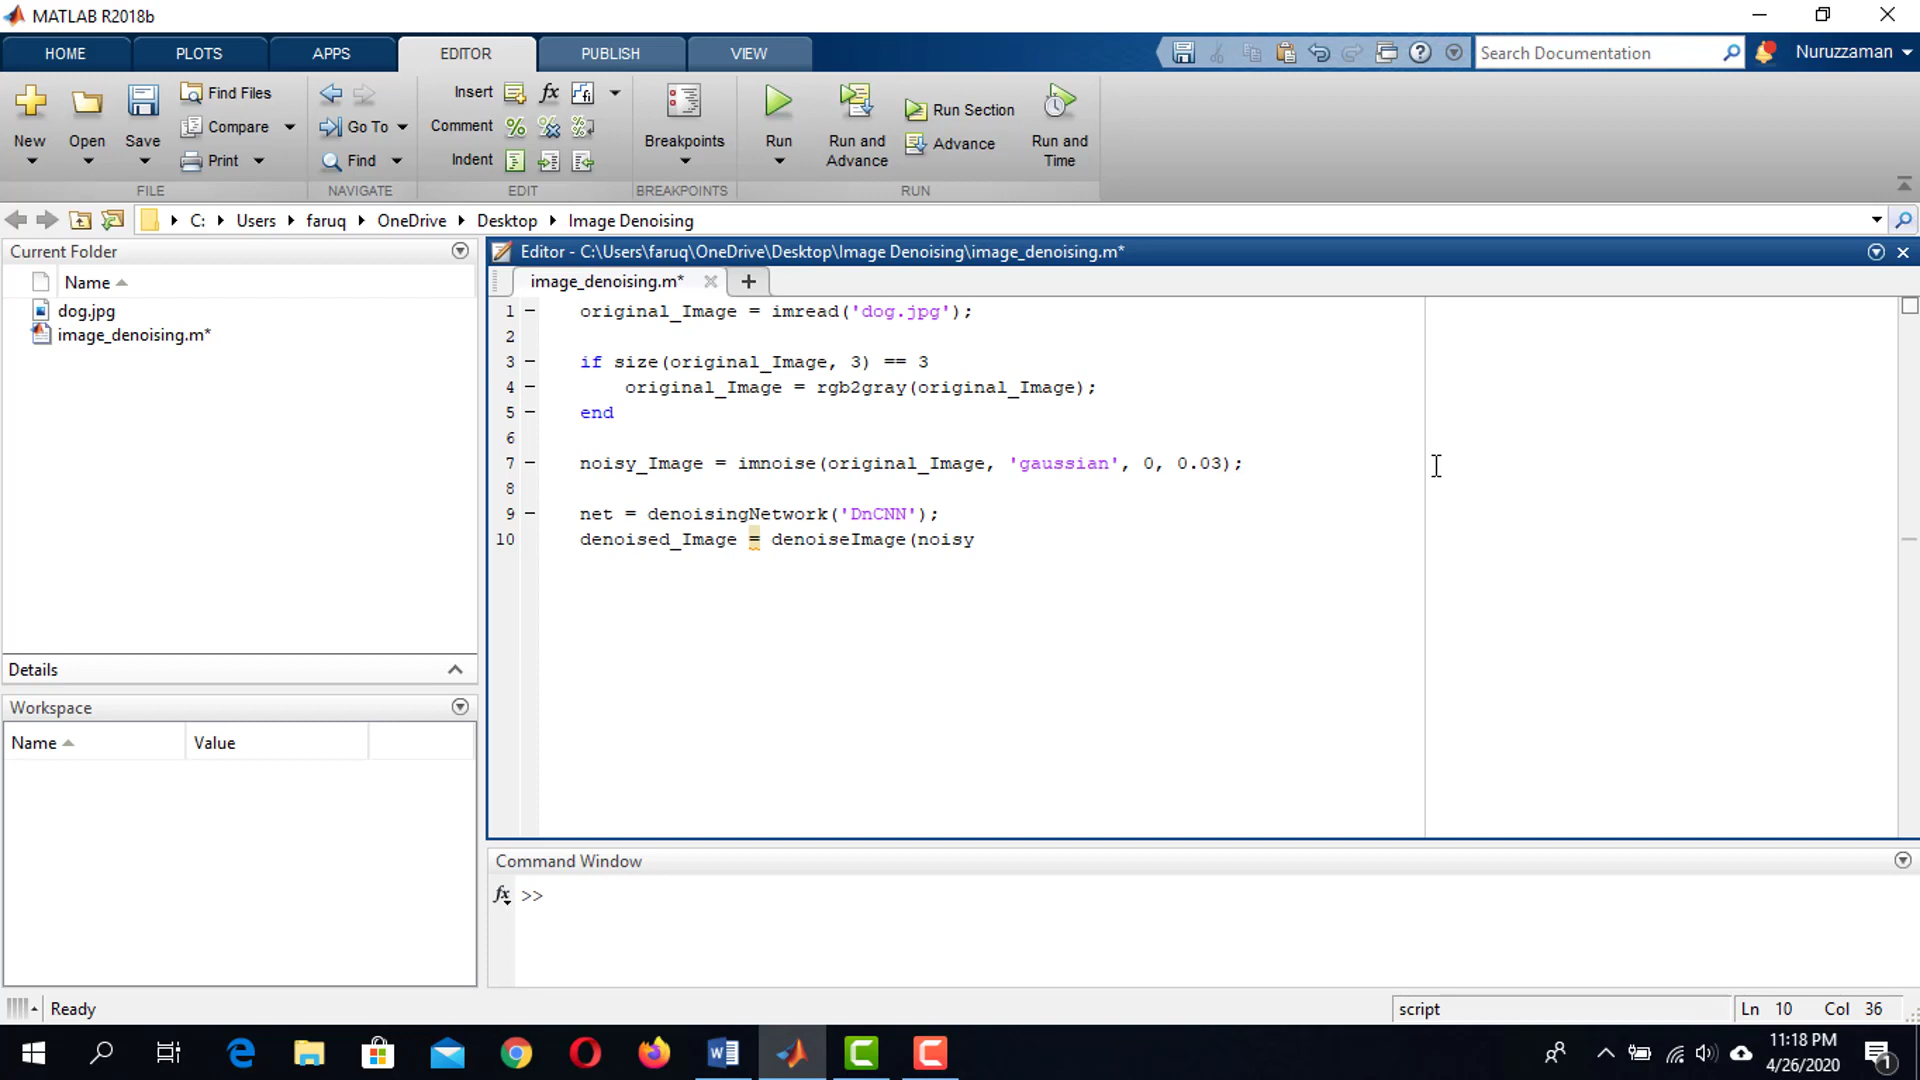 MATLAB R2018b
HOME PLOTS APPS EDITOR PUBLISH VIEW Search Documentation Nuruzzaman
New Open Save Find Files Compare Print Go To Find Insert Comment Indent Breakpoints Run Run and Advance Run Section Advance Run and Time
FILE NAVIGATE EDIT BREAKPOINTS RUN
C: Users faruq OneDrive Desktop Image Denoising
Current Folder
Name
dog.jpg
image_denoising.m*
Details
Workspace
Name Value
Editor - C:\Users\faruq\OneDrive\Desktop\Image Denoising\image_denoising.m*
image_denoising.m*
1 original_Image = imread('dog.jpg');
2
3 if size(original_Image, 3) == 3
4 original_Image = rgb2gray(original_Image);
5 end
6
7 noisy_Image = imnoise(original_Image, 'gaussian', 0, 0.03);
8
9 net = denoisingNetwork('DnCNN');
10 denoised_Image = denoiseImage(noisy
Command Window
fx >>
Ready script Ln 10 Col 36
11:18 PM
4/26/2020
1